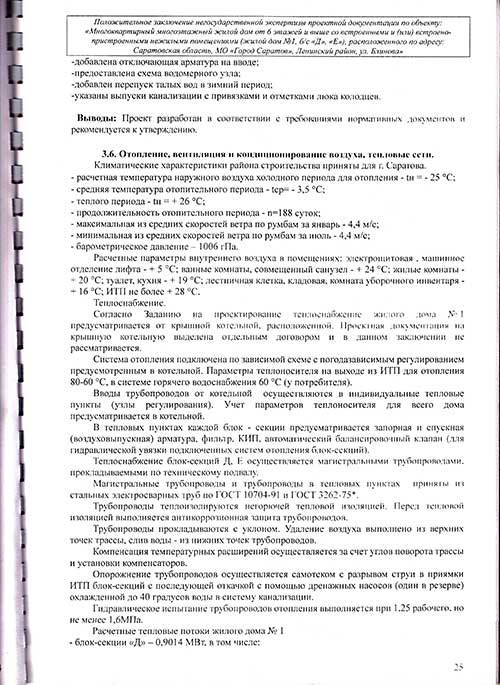 Положительное заключение негосударственной экспертизы проектной документации по объекту:
«Многоквартирный многоэтажный жилой дом от 6 этажей и выше со встроенными и (или) встроенно-
пристроенными нежилыми помещениями (жилой дом №1, б/с «Д», «Е»), расположенного по адресу:
Саратовская область, МО «Город Саратов», Ленинский район, ул. Блинова»
-добавлена отключающая арматура на вводе;
-предоставлена схема водомерного узла;
-добавлен перепуск талых вод в зимний период;
-указаны выпуски канализации с привязками и отметками люка колодцев.
Выводы: Проект разработан в соответствии с требованиями нормативных документов и
рекомендуется к утверждению.
3.6. Отопление, вентиляция и кондиционирование воздуха, тепловые сети.
Климатические характеристики района строительства приняты для г. Саратова.
- расчетная температура наружного воздуха холодного периода для отопления - tн = - 25 °С;
- средняя температура отопительного периода - tср= - 3,5 °С;
- теплого периода - tн = + 26 °С;
- продолжительность отопительного периода - n=188 суток;
- максимальная из средних скоростей ветра по румбам за январь - 4,4 м/с;
- минимальная из средних скоростей ветра по румбам за июль - 4,4 м/с;
- барометрическое давление – 1006 гПа.
Расчетные параметры внутреннего воздуха в помещениях: электрощитовая , машинное
отделение лифта - + 5 °С; ванные комнаты, совмещенный санузел - + 24 °С; жилые комнаты -
+ 20 °С; туалет, кухня - + 19 °С; лестничная клетка, кладовая, комната уборочного инвентаря -
+ 16 °С; ИТП не более + 28 °С.
Теплоснабжение.
Согласно Заданию на проектирование теплоснабжение жилого дома №1
предусматривается от крышной котельной, расположенной. Проектная документация на
крышную котельную выделена отдельным договором и в данном заключении не
рассматривается.
Система отопления подключена по зависимой схеме с погодозависимым регулированием
предусмотренным в котельной. Параметры теплоносителя на выходе из ИТП для отопления
80-60 °С, в системе горячего водоснабжения 60 °С (у потребителя).
Вводы трубопроводов от котельной осуществляются в индивидуальные тепловые
пункты (узлы регулирования). Учет параметров теплоносителя для всего дома
предусматривается в котельной.
В тепловых пунктах каждой блок - секции предусматривается запорная и спускная
(воздуховыпускная) арматура, фильтр, КИП, автоматический балансировочный клапан (для
гидравлической увязки подключенных систем отопления блок-секций).
Теплоснабжение блок-секций Д, Е осуществляется магистральными трубопроводами,
прокладываемыми по техническому подвалу.
Магистральные трубопроводы и трубопроводы в тепловых пунктах приняты из
стальных электросварных труб по ГОСТ 10704-91 и ГОСТ 3262-75*.
Трубопроводы теплоизолируются негорючей тепловой изоляцией. Перед тепловой
изоляцией выполняется антикоррозионная защита трубопроводов.
Трубопроводы прокладываются с уклоном. Удаление воздуха выполнено из верхних
точек трассы, слив воды - из нижних точек трубопроводов.
Компенсация температурных расширений осуществляется за счет углов поворота трассы
и установки компенсаторов.
Опорожнение трубопроводов осуществляется самотеком с разрывом струи в приямки
ИТП блок-секций с последующей откачкой с помощью дренажных насосов (один в резерве)
охлажденной до 40 градусов воды в систему канализации.
Гидравлическое испытание трубопроводов отопления выполняется при 1,25 рабочего, но
не менее 1,6МПа.
Расчетные тепловые потоки жилого дома № 1
- блок-секции «Д» – 0,9014 МВт, в том числе:
25